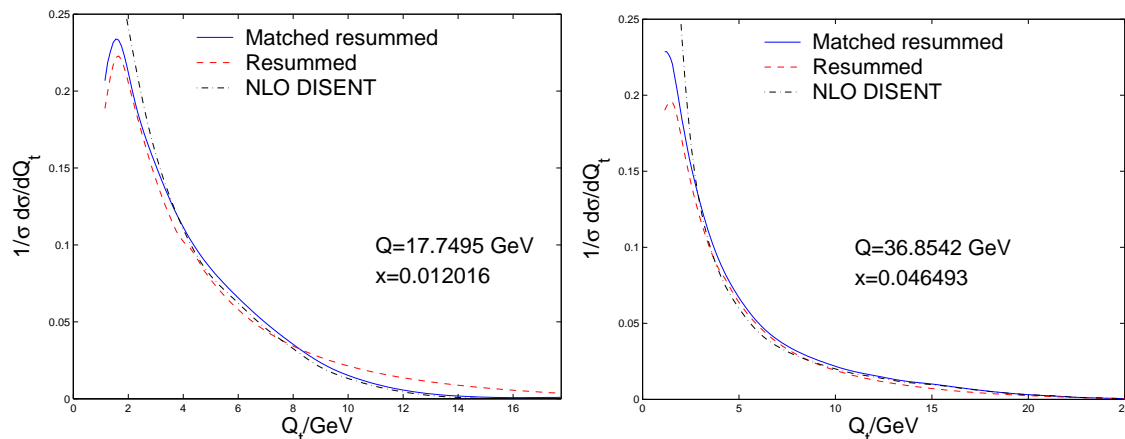 0.25
0.2
0.15
0.1
0.05
0
0 2 4 6 8 10 12 14 16
Q_t/GeV
1/σ dσ/dQ_t
Matched resummed
Resummed
NLO DISENT
Q=17.7495 GeV
x=0.012016
0.25
0.2
0.15
0.1
0.05
0
0 5 10 15 20 25
Q_t/GeV
1/σ dσ/dQ_t
Matched resummed
Resummed
NLO DISENT
Q=36.8542 GeV
x=0.046493